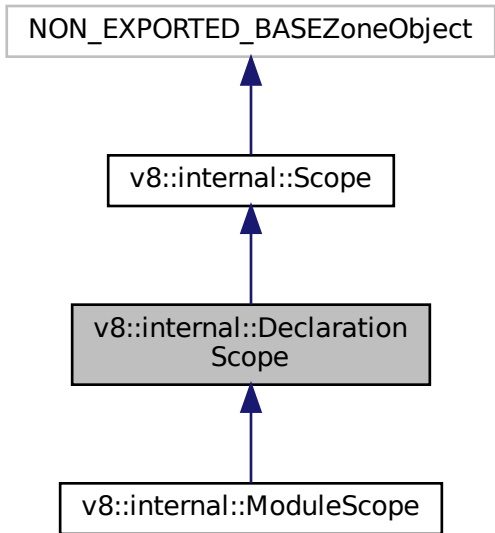 NON_EXPORTED_BASEZoneObject
v8::internal::Scope
v8::internal::Declaration
Scope
v8::internal::ModuleScope